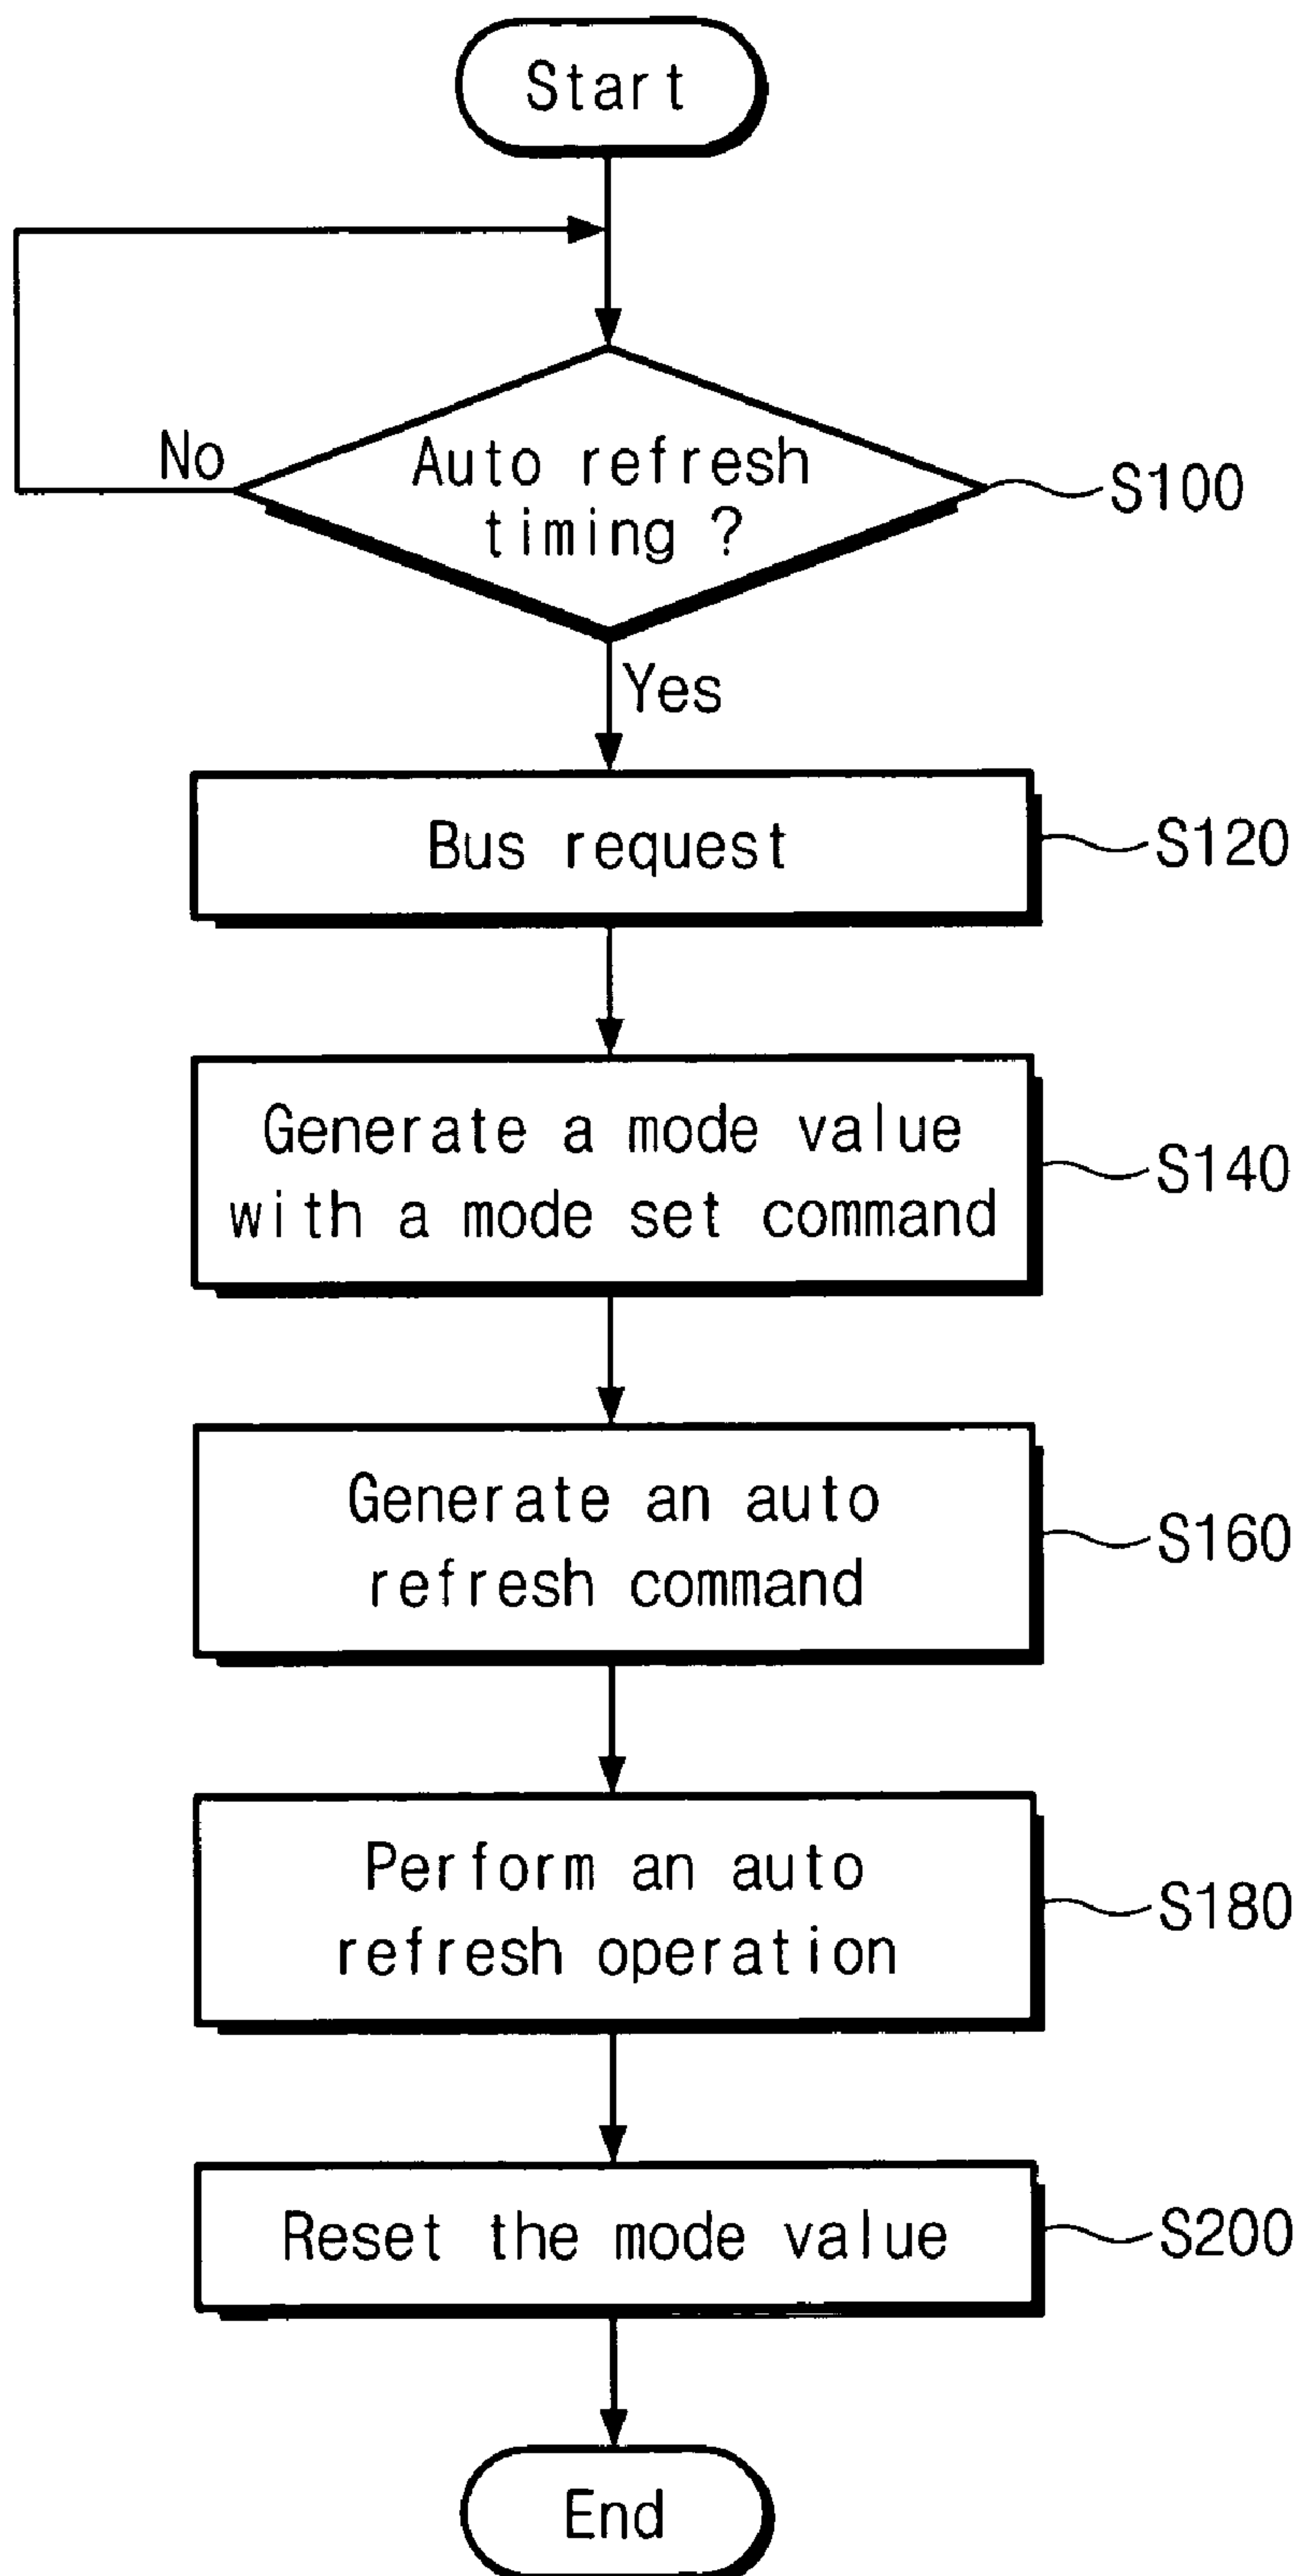 Start
No
Auto refresh
timing ?
S100
Yes
Bus request
S120
Generate a mode value
with a mode set command
S140
Generate an auto
refresh command
S160
Perform an auto
refresh operation
S180
Reset the mode value
S200
End